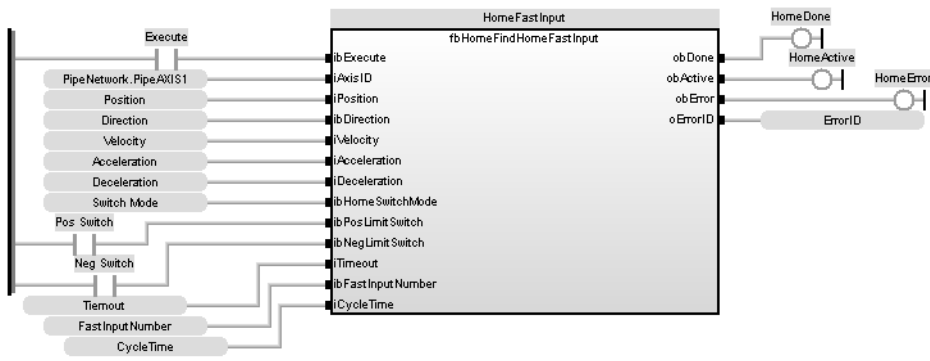 HomeFastInput
HomeDone
fbHomeFindHomeFastInput
Execute
ibExecute
obDone
HomeActive
PipeNetwork.PipeAXIS1
iAxisID
obActive
HomeError
Position
iPosition
obError
Direction
ibDirection
oErrorID
ErrorID
Velocity
iVelocity
Acceleration
iAcceleration
Deceleration
iDeceleration
Switch Mode
ibHomeSwitchMode
Pos Switch
ibPosLimitSwitch
ibNegLimitSwitch
Neg Switch
iTimeout
Timeout
ibFastInputNumber
FastInputNumber
iCycleTime
CycleTime